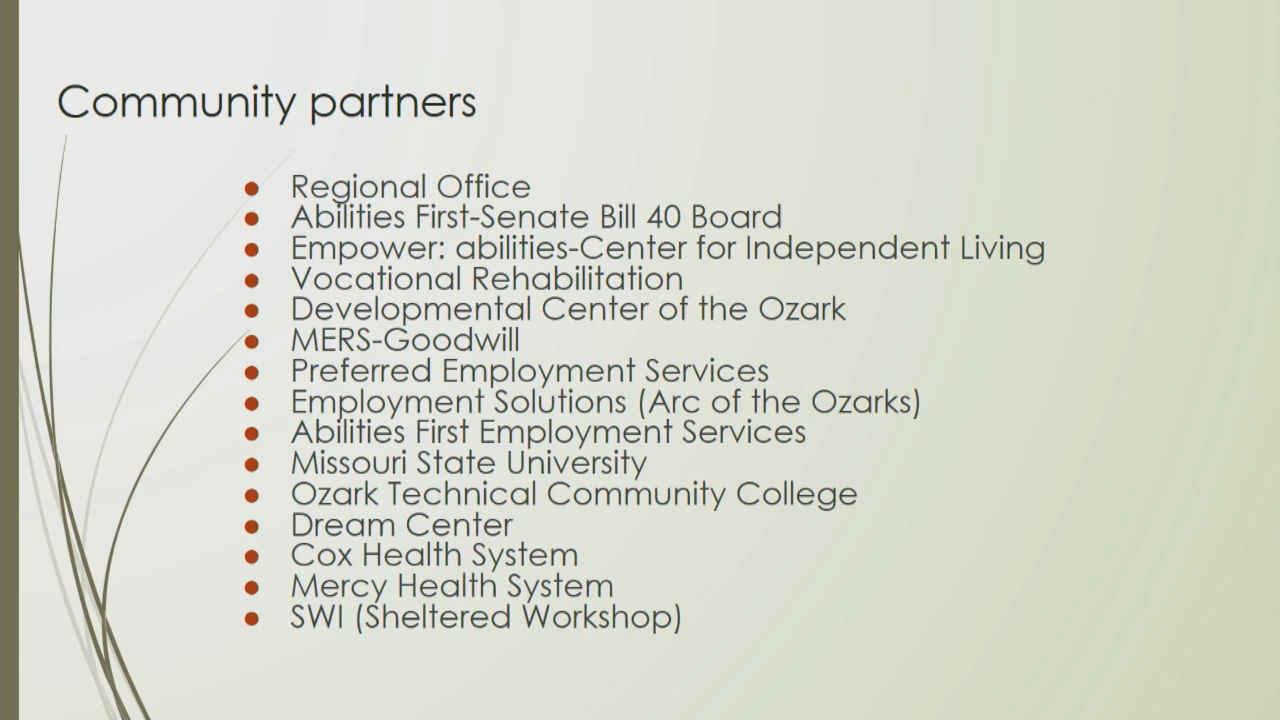 Community partners
Regional Office
Abilities First-Senate Bill 40 Board
Empower: abilities-Center for Independent Living
Vocational Rehabilitation
Developmental Center of the Ozark
MERS-Goodwill
Preferred Employment Services
Employment Solutions (Arc of the Ozarks)
Abilities First Employment Services
Missouri State University
Ozark Technical Community College
Dream Center
Cox Health System
Mercy Health System
SWI (Sheltered Workshop)